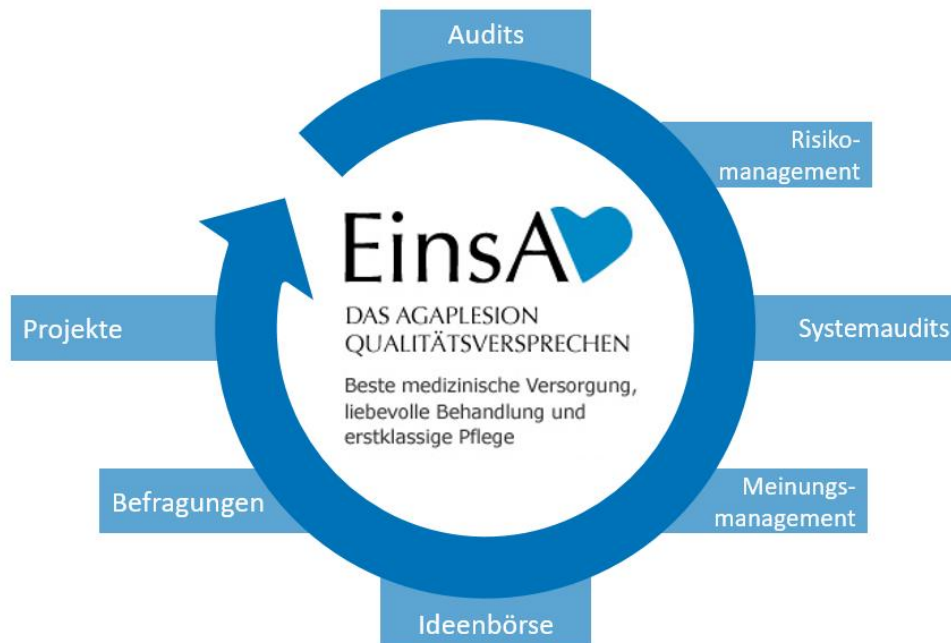 Audits
Risiko-
management
EinsA
DAS AGAPLESION
QUALITÄTSVERSPRECHEN
Beste medizinische Versorgung,
liebevolle Behandlung und
erstklassige Pflege
Projekte
Systemaudits
Befragungen
Meinungs-
management
Ideenbörse